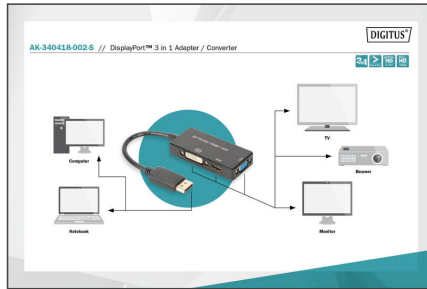 DIGITUS®
AK-340418-002-S // DisplayPort™ 3 in 1 Adapter / Converter
Computer
TV
Beamer
Notebook
Monitor